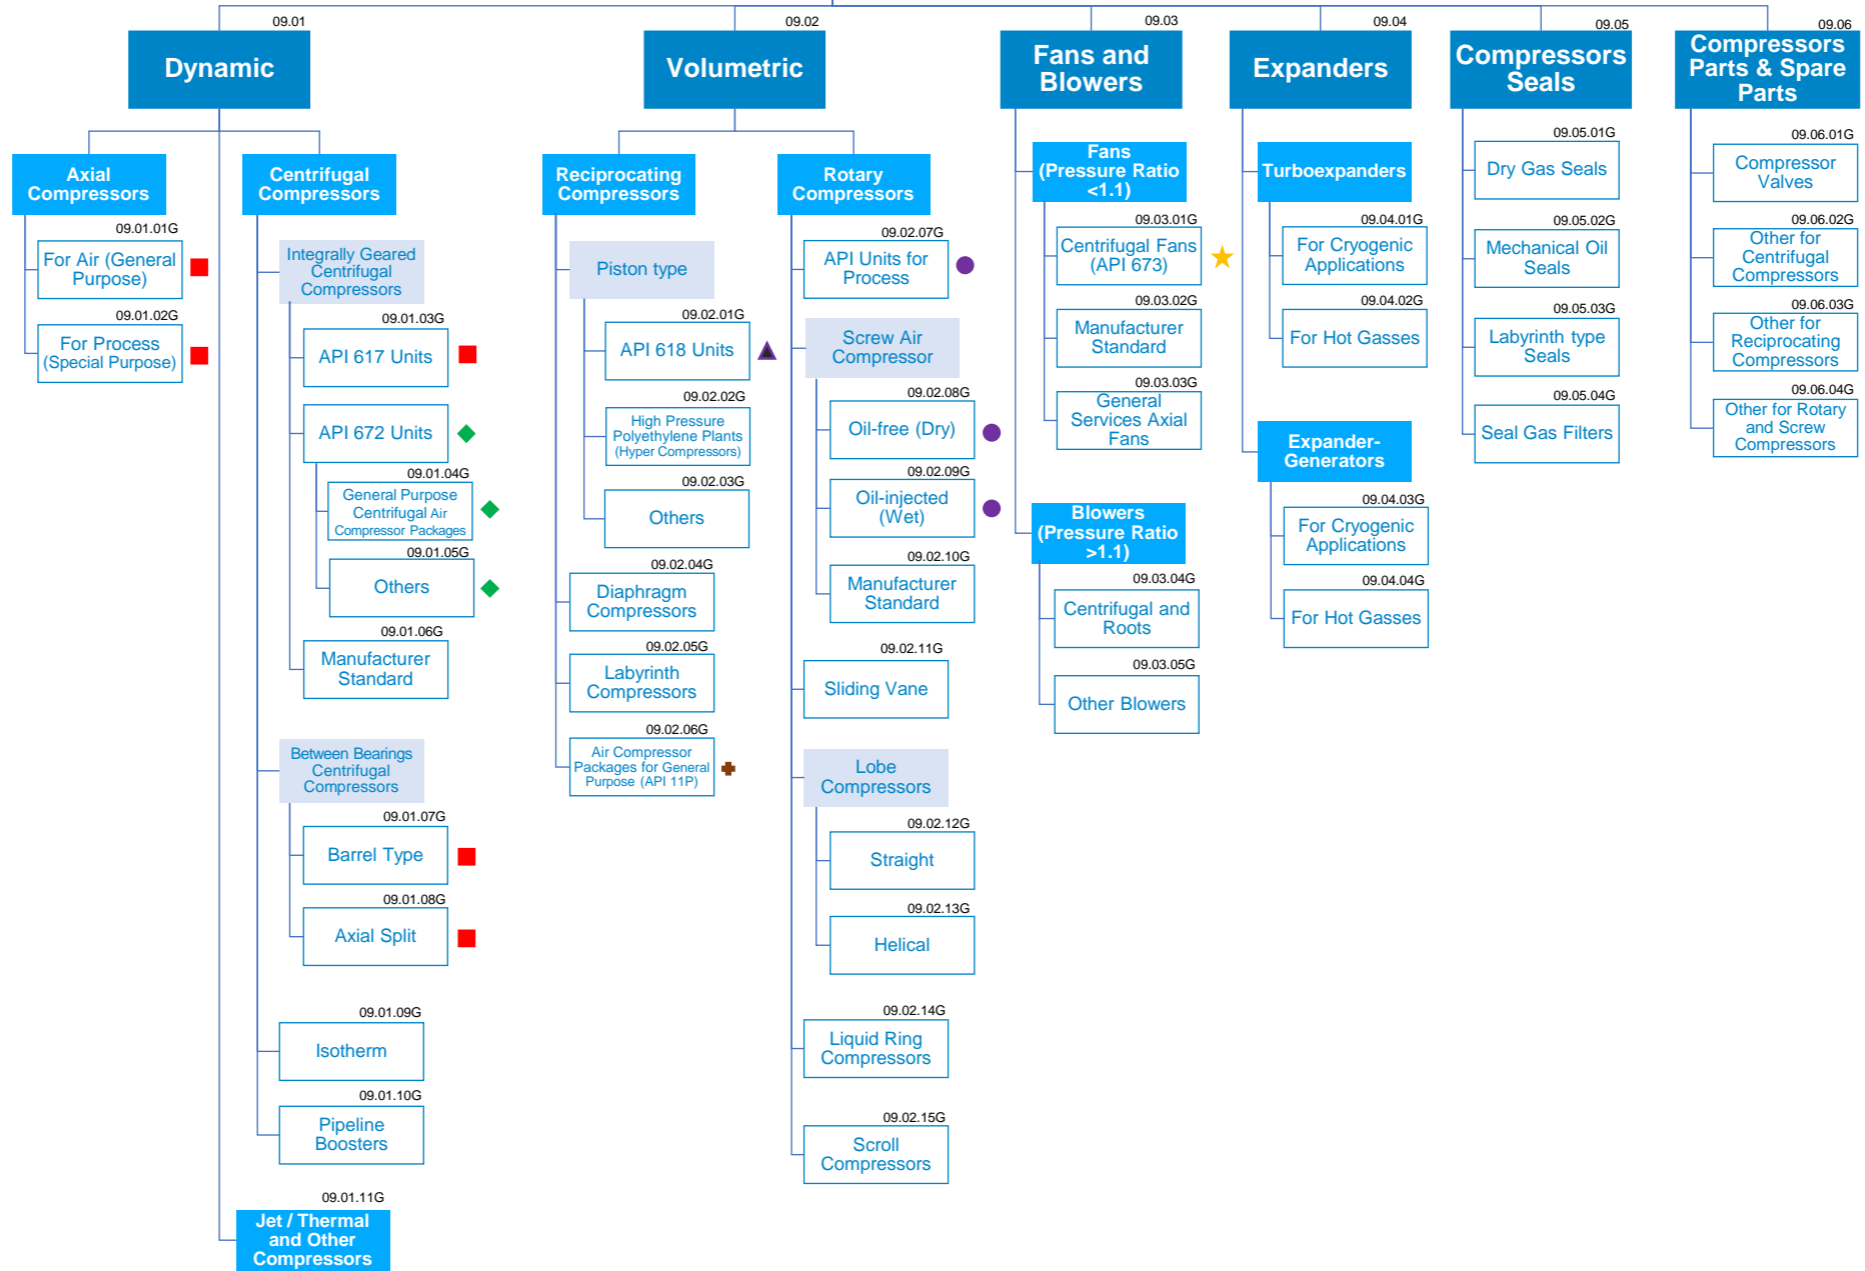 09.01
Dynamic
Axial
Compressors
09.01.01G
For Air (General
Purpose)
09.01.02G
For Process
(Special Purpose)
Centrifugal
Compressors
Integrally Geared
Centrifugal
Compressors
09.01.03G
API 617 Units
API 672 Units
09.01.04G
General Purpose
Centrifugal Air
Compressor Packages
09.01.05G
Others
09.01.06G
Manufacturer
Standard
Between Bearings
Centrifugal
Compressors
09.01.07G
Barrel Type
09.01.08G
Axial Split
09.01.09G
Isotherm
09.01.10G
Pipeline
Boosters
09.01.11G
Jet / Thermal
and Other
Compressors
09.02
Volumetric
Reciprocating
Compressors
Piston type
09.02.01G
API 618 Units
09.02.02G
High Pressure
Polyethylene Plants
(Hyper Compressors)
09.02.03G
Others
09.02.04G
Diaphragm
Compressors
09.02.05G
Labyrinth
Compressors
09.02.06G
Air Compressor
Packages for General
Purpose (API 11P)
Rotary
Compressors
09.02.07G
API Units for
Process
Screw Air
Compressor
09.02.08G
Oil-free (Dry)
09.02.09G
Oil-injected
(Wet)
09.02.10G
Manufacturer
Standard
09.02.11G
Sliding Vane
Lobe
Compressors
09.02.12G
Straight
09.02.13G
Helical
09.02.14G
Liquid Ring
Compressors
09.02.15G
Scroll
Compressors
09.03
Fans and
Blowers
Fans
(Pressure Ratio
<1.1)
09.03.01G
Centrifugal Fans
(API 673)
09.03.02G
Manufacturer
Standard
09.03.03G
General
Services Axial
Fans
Blowers
(Pressure Ratio
>1.1)
09.03.04G
Centrifugal and
Roots
09.03.05G
Other Blowers
09.04
Expanders
Turboexpanders
09.04.01G
For Cryogenic
Applications
09.04.02G
For Hot Gasses
Expander-
Generators
09.04.03G
For Cryogenic
Applications
09.04.04G
For Hot Gasses
09.05
Compressors
Seals
09.05.01G
Dry Gas Seals
09.05.02G
Mechanical Oil
Seals
09.05.03G
Labyrinth type
Seals
09.05.04G
Seal Gas Filters
09.06
Compressors
Parts & Spare
Parts
09.06.01G
Compressor
Valves
09.06.02G
Other for
Centrifugal
Compressors
09.06.03G
Other for
Reciprocating
Compressors
09.06.04G
Other for Rotary
and Screw
Compressors